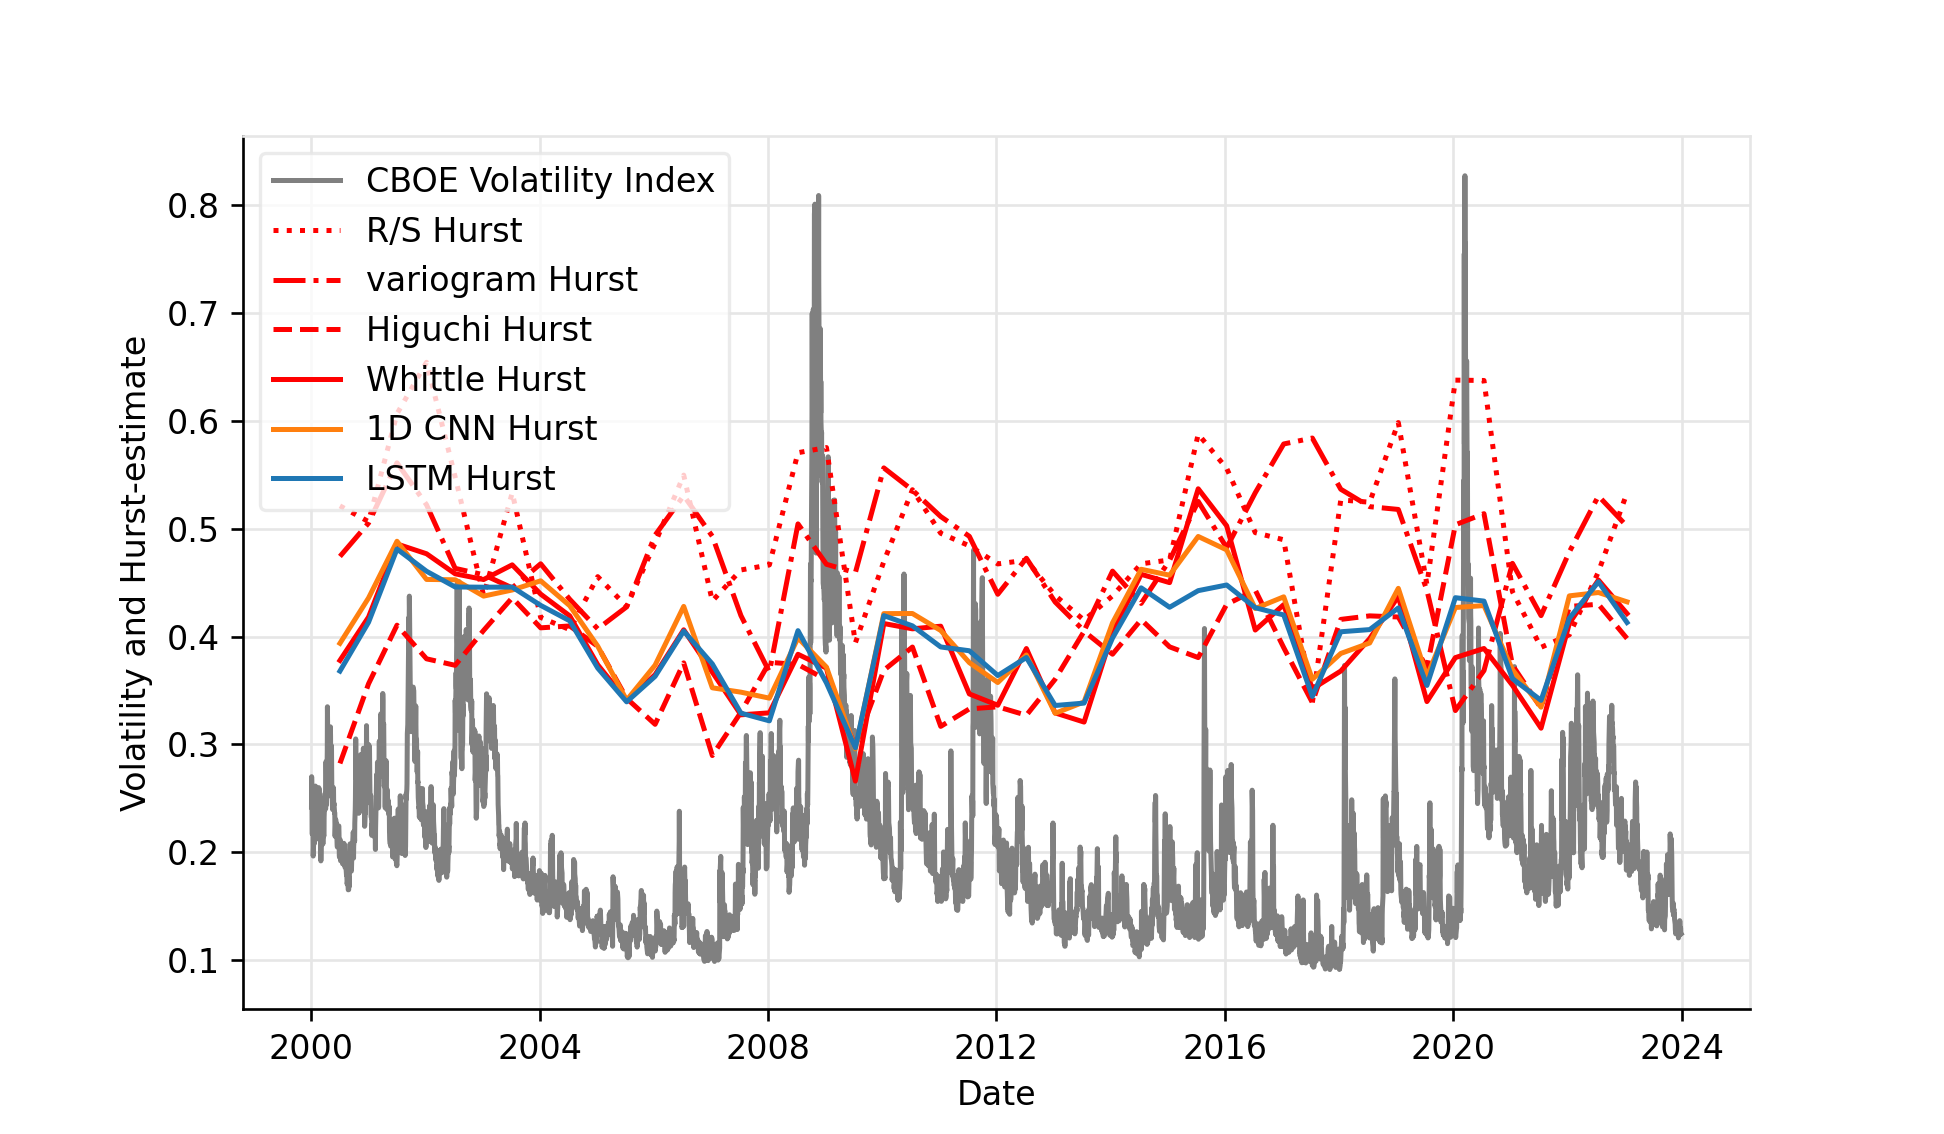 CBOE Volatility Index
R/S Hurst
variogram Hurst
Higuchi Hurst
Whittle Hurst
1D CNN Hurst
LSTM Hurst
Volatility and Hurst-estimate
0.8
0.7
0.6
0.5
0.4
0.3
0.2
0.1
2000 2004 2008 2012 2016 2020 2024
Date